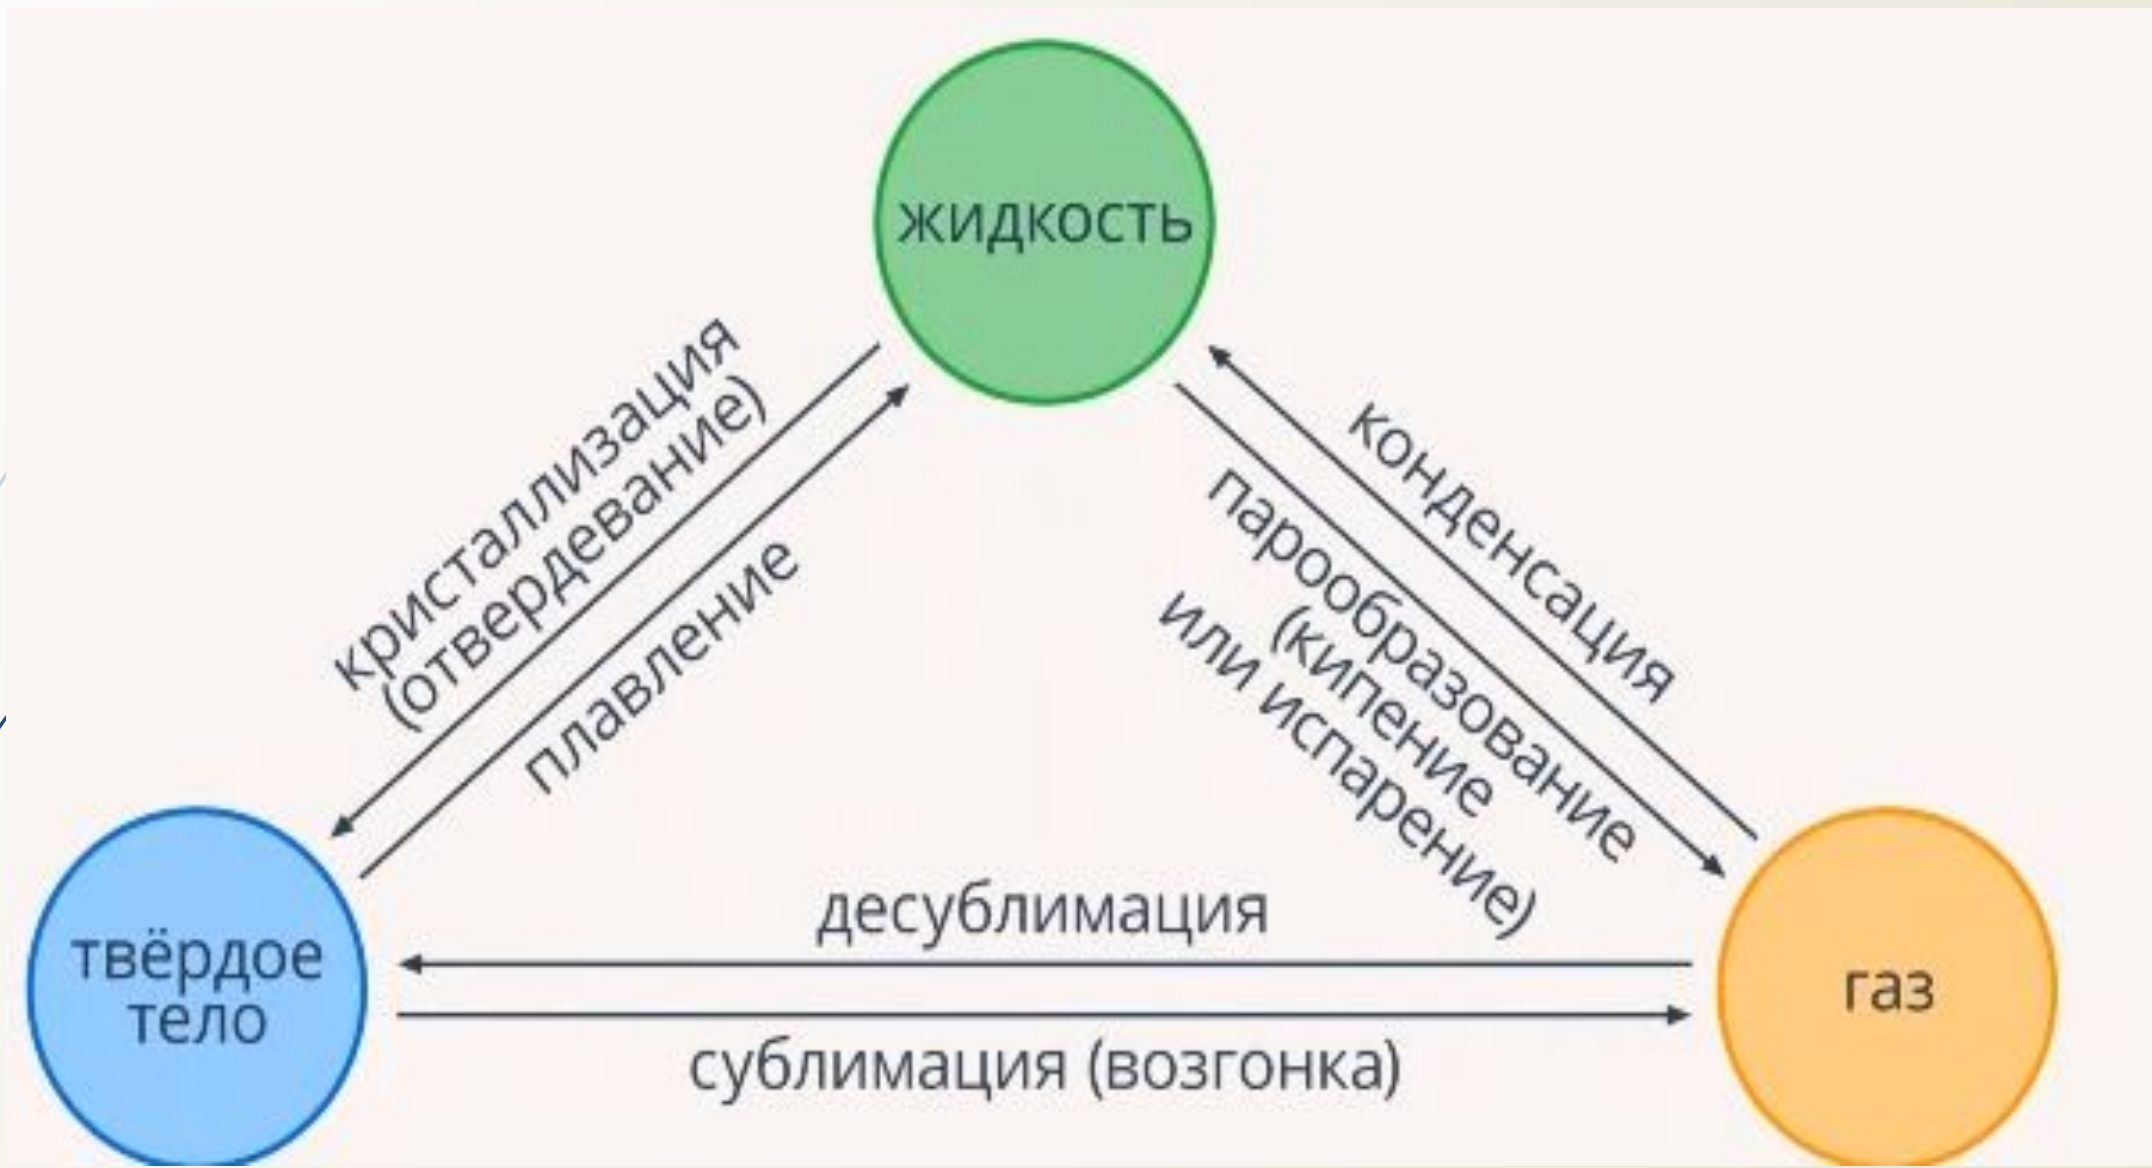 жидкость
кристаллизация
(отвердевание)
плавление
конденсация
парообразование
(кипение
или испарение)
десублимация
твёрдое
тело
газ
сублимация (возгонка)